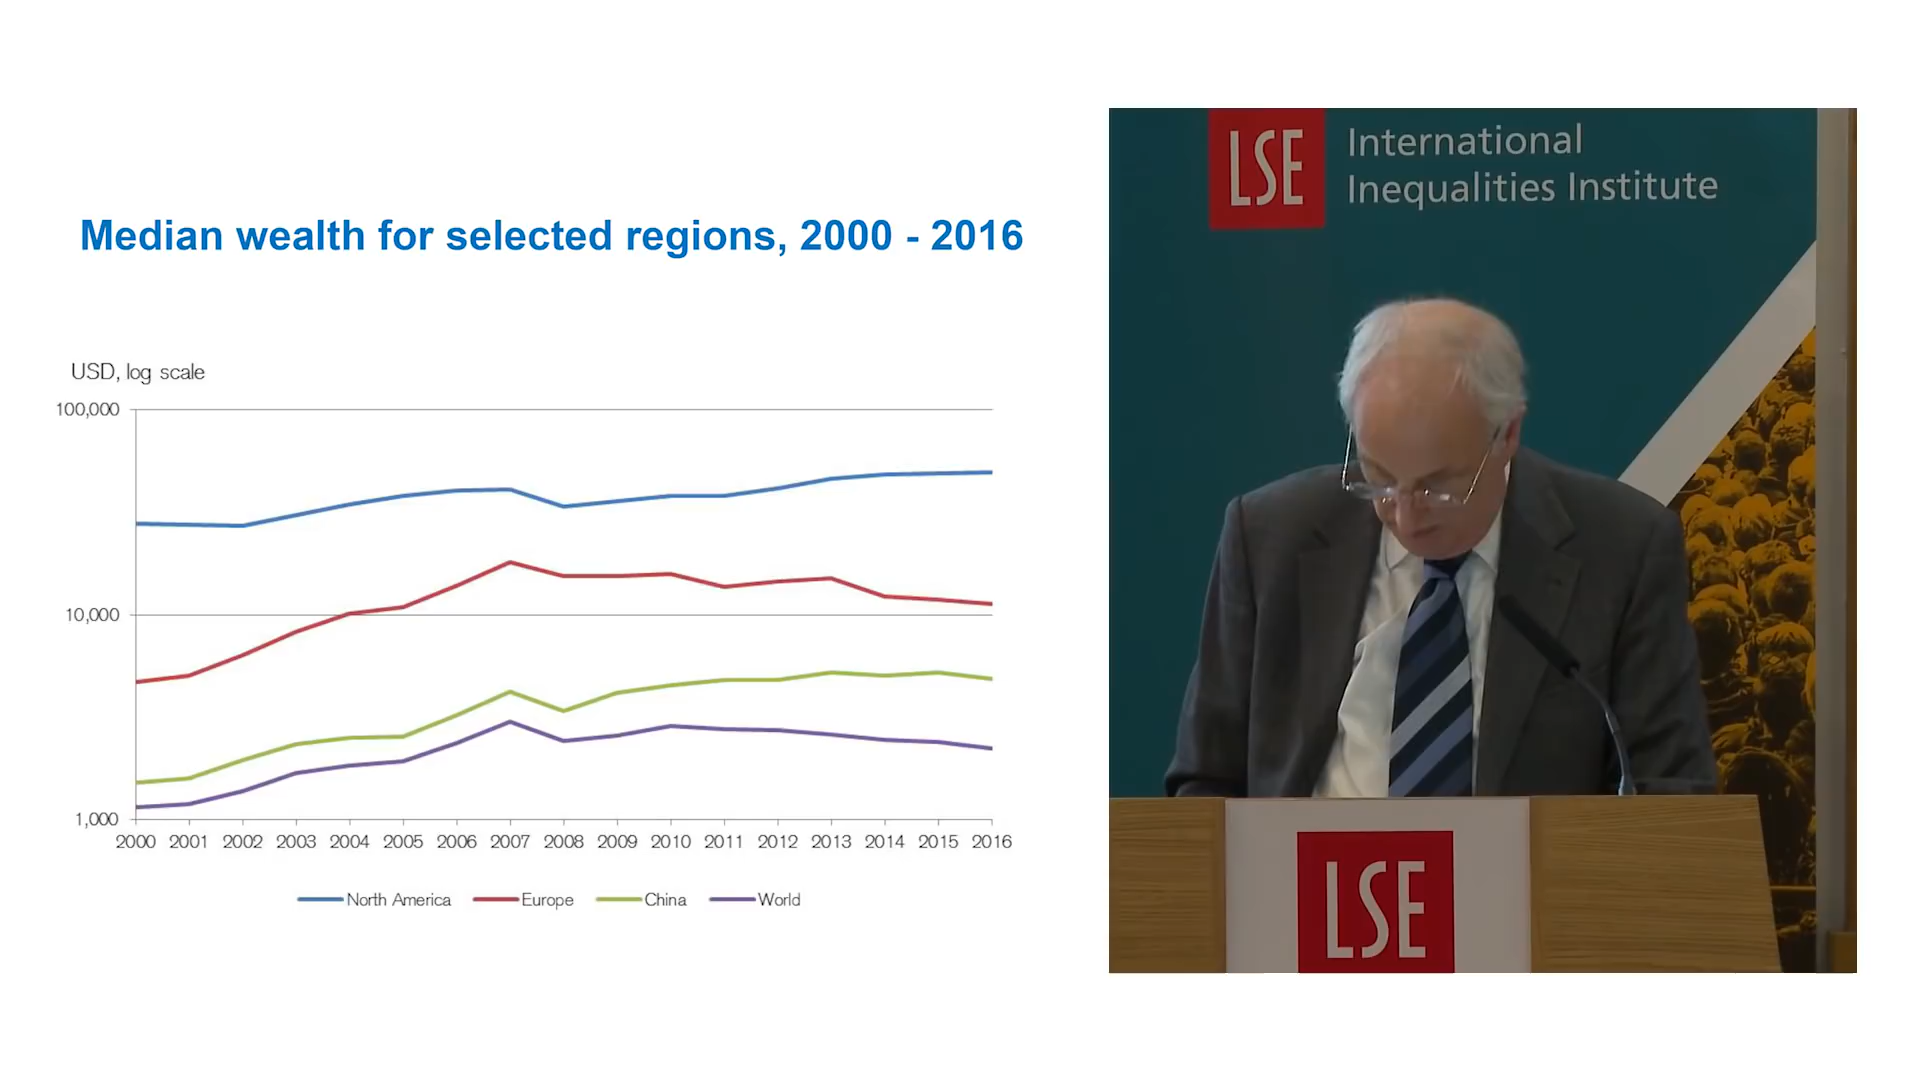 Median wealth for selected regions, 2000 - 2016
USD, log scale
100,000
10,000
1,000
2000 2001 2002 2003 2004 2005 2006 2007 2008 2009 2010 2011 2012 2013 2014 2015 2016
North America Europe China World
LSE
International
Inequalities Institute
LSE